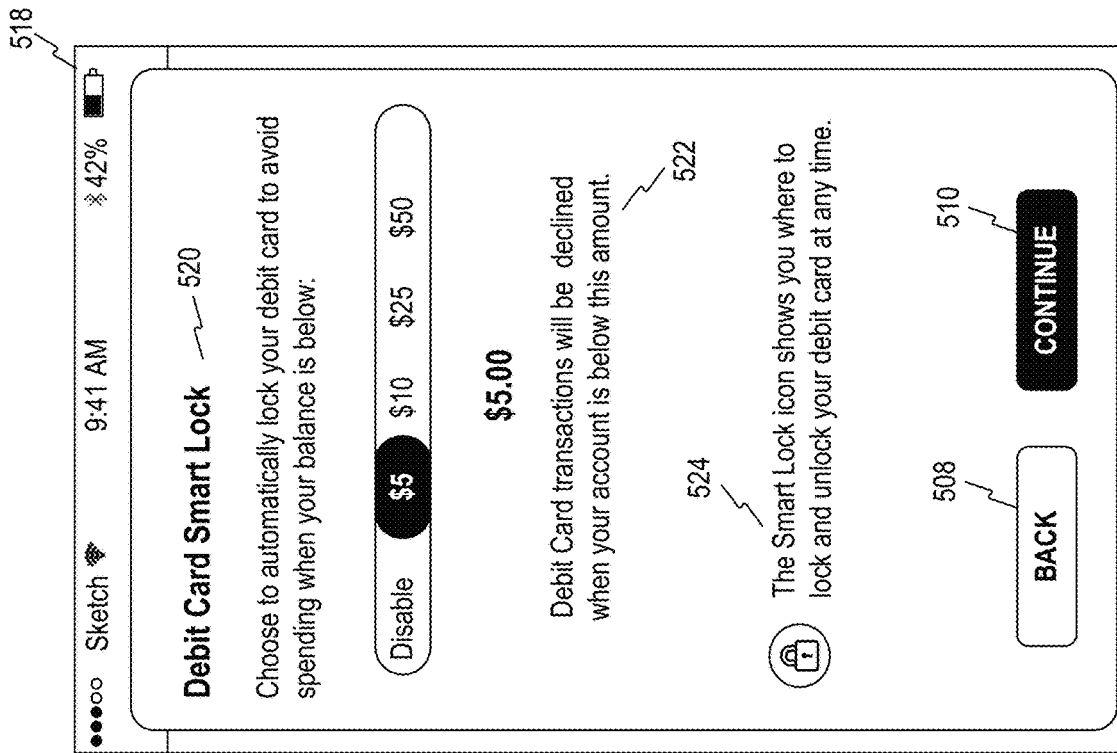 518
Sketch 9:41 AM 42%
Debit Card Smart Lock 520
Choose to automatically lock your debit card to avoid
spending when your balance is below:
Disable $5 $10 $25 $50
$5.00
Debit Card transactions will be declined
when your account is below this amount.
522
524
The Smart Lock icon shows you where to
lock and unlock your debit card at any time.
508 510
BACK CONTINUE